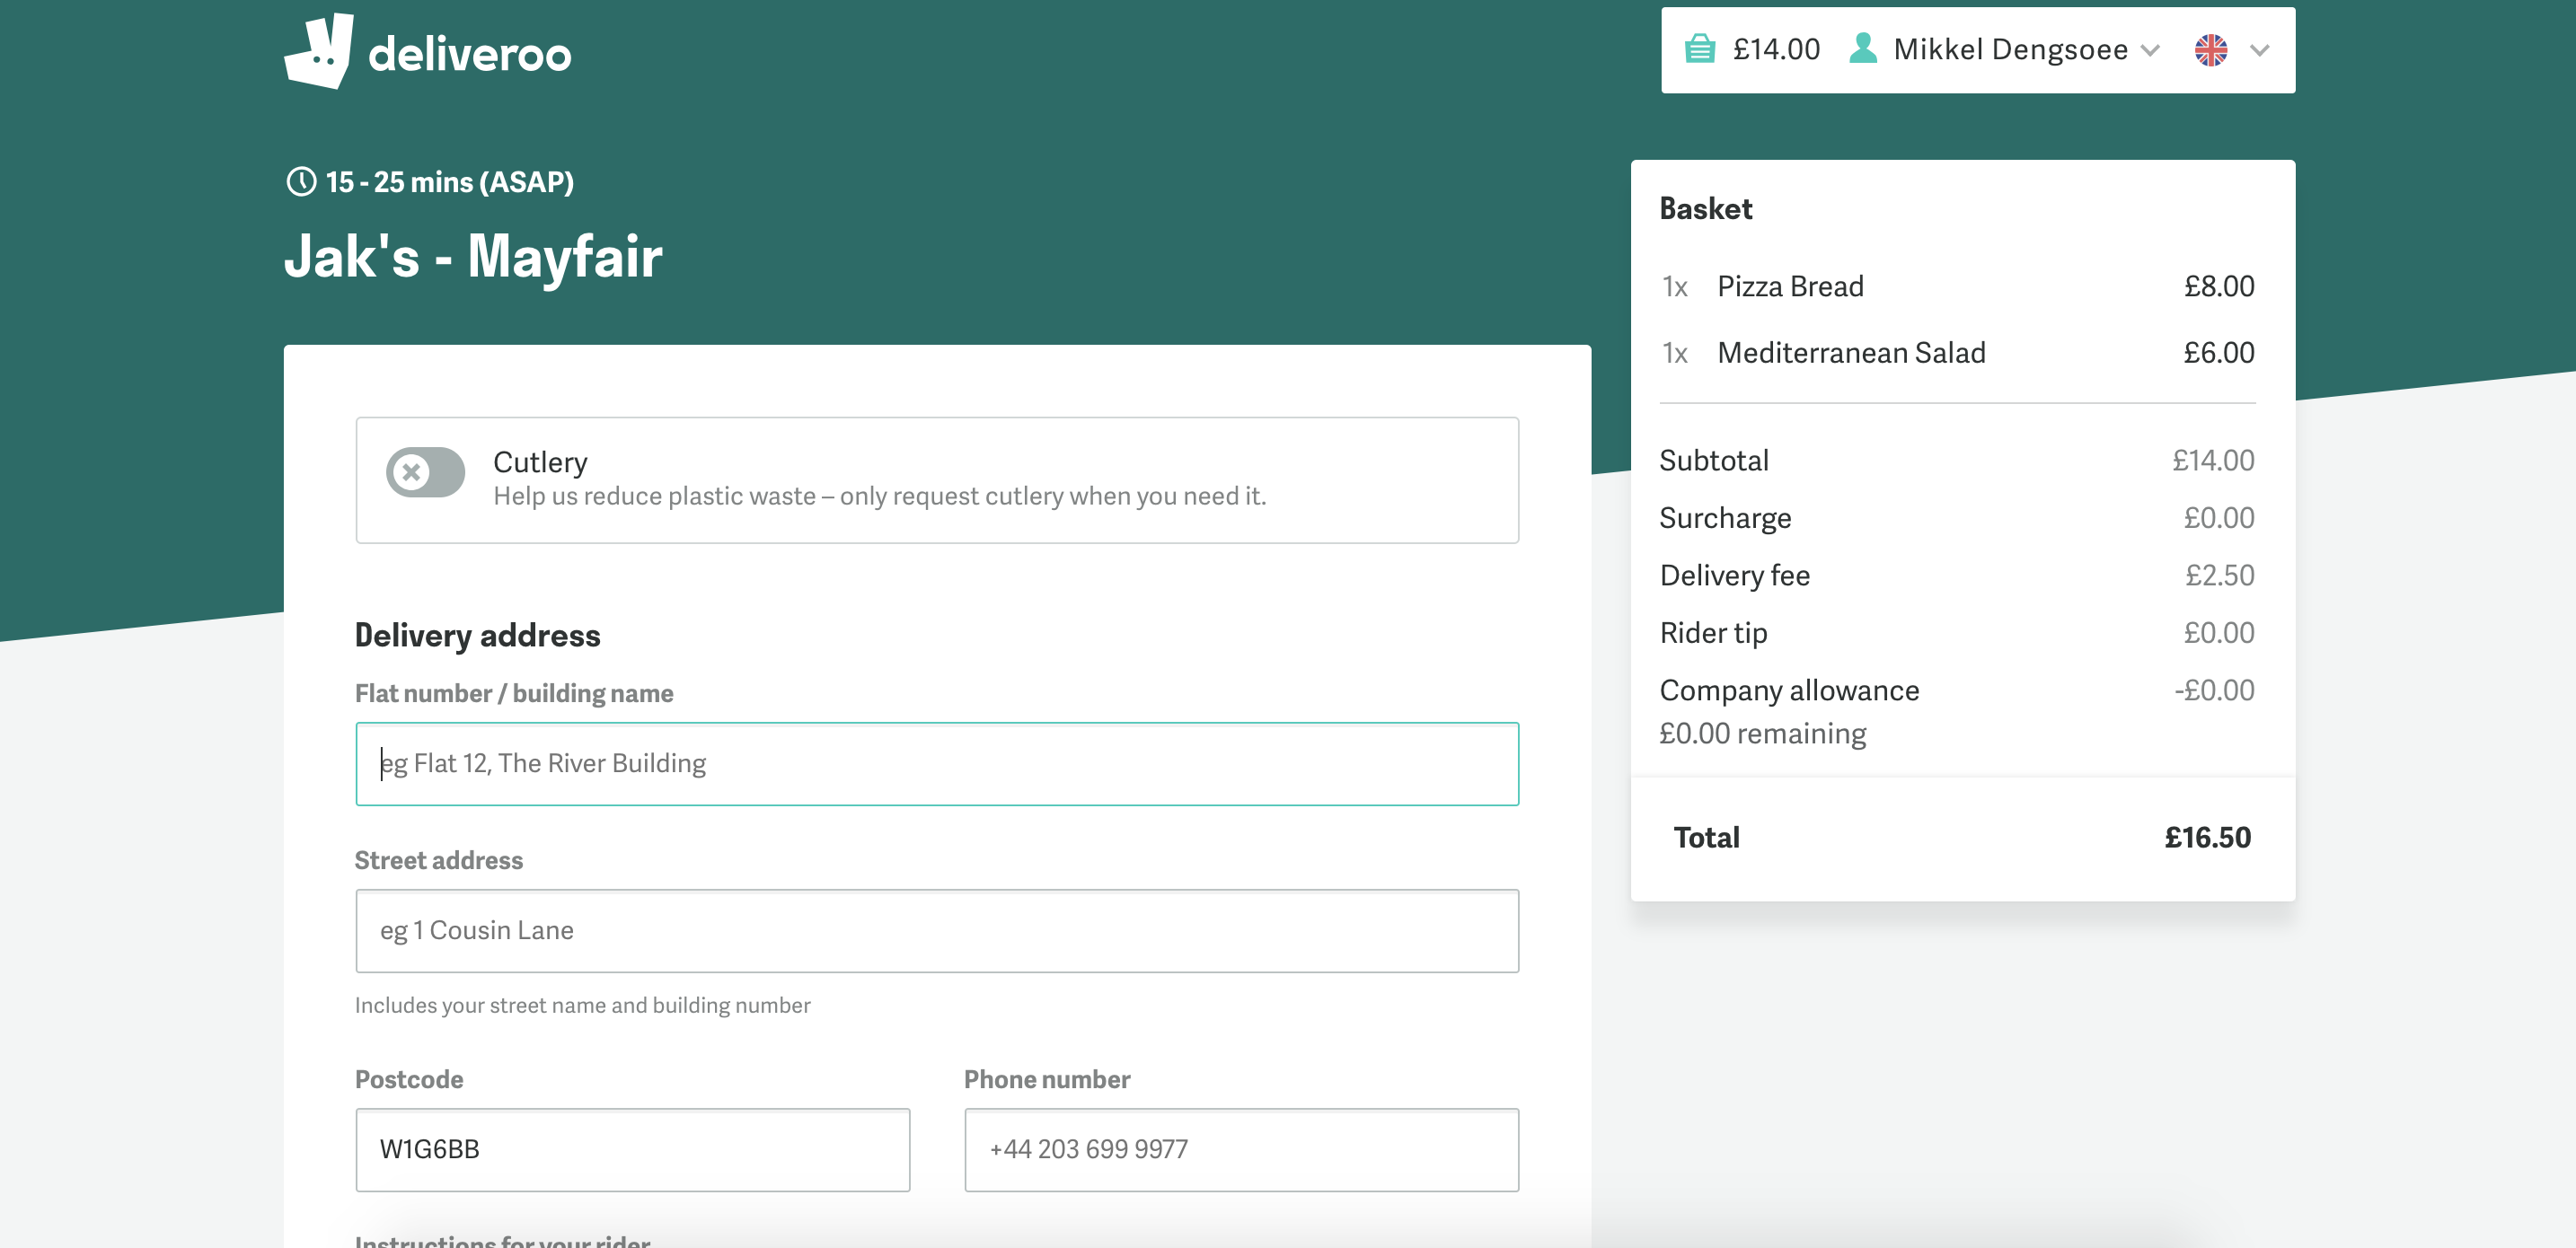 deliveroo
£14.00 Mikkel Dengsoee
15 - 25 mins (ASAP)
Jak's - Mayfair
Cutlery
Help us reduce plastic waste – only request cutlery when you need it.
Delivery address
Flat number / building name
eg Flat 12, The River Building
Street address
eg 1 Cousin Lane
Includes your street name and building number
Postcode
W1G6BB
Phone number
+44 203 699 9977
Instructions for your rider
Basket
1x Pizza Bread £8.00
1x Mediterranean Salad £6.00
Subtotal £14.00
Surcharge £0.00
Delivery fee £2.50
Rider tip £0.00
Company allowance -£0.00
£0.00 remaining
Total £16.50